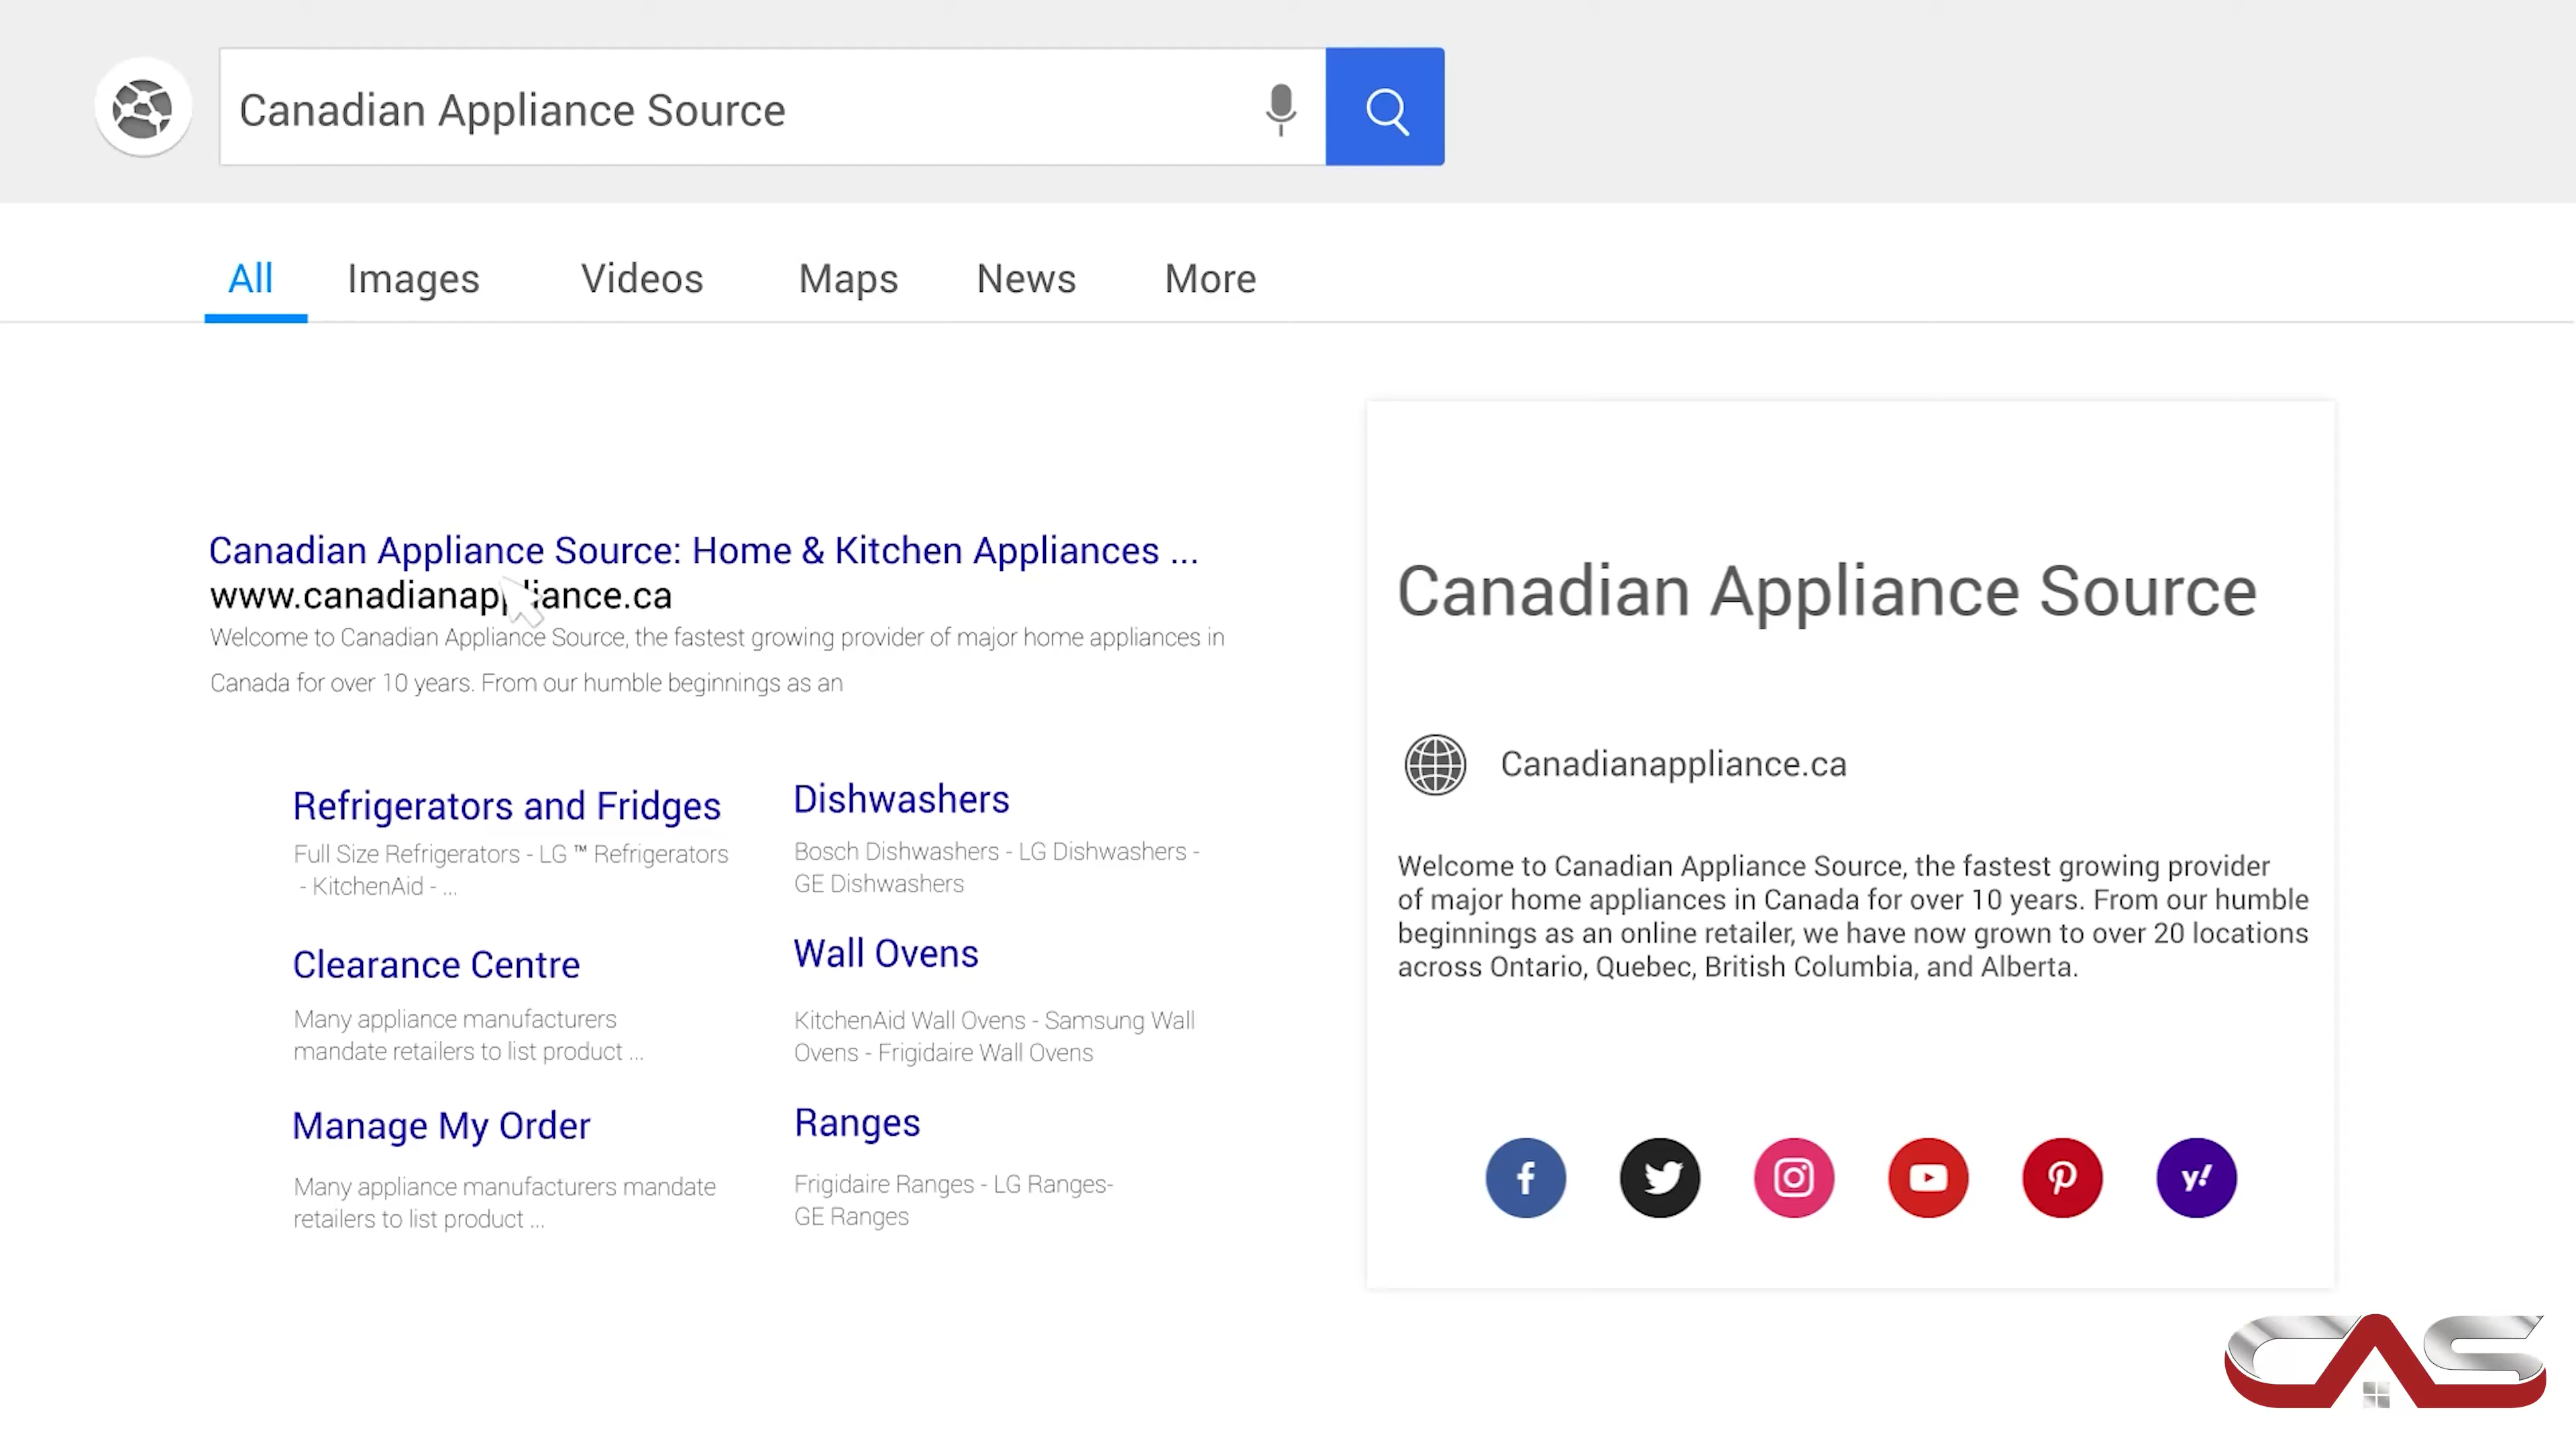 Canadian Appliance Source
All Images Videos Maps News More
Canadian Appliance Source: Home & Kitchen Appliances ...
www.canadianappliance.ca
Welcome to Canadian Appliance Source, the fastest growing provider of major home appliances in
Canada for over 10 years. From our humble beginnings as an
Refrigerators and Fridges
Full Size Refrigerators - LG ™ Refrigerators
- KitchenAid - ...
Dishwashers
Bosch Dishwashers - LG Dishwashers -
GE Dishwashers
Clearance Centre
Many appliance manufacturers
mandate retailers to list product ...
Wall Ovens
KitchenAid Wall Ovens - Samsung Wall
Ovens - Frigidaire Wall Ovens
Manage My Order
Many appliance manufacturers mandate
retailers to list product ...
Ranges
Frigidaire Ranges - LG Ranges-
GE Ranges
Canadian Appliance Source
Canadianappliance.ca
Welcome to Canadian Appliance Source, the fastest growing provider
of major home appliances in Canada for over 10 years. From our humble
beginnings as an online retailer, we have now grown to over 20 locations
across Ontario, Quebec, British Columbia, and Alberta.
f y!
CAS